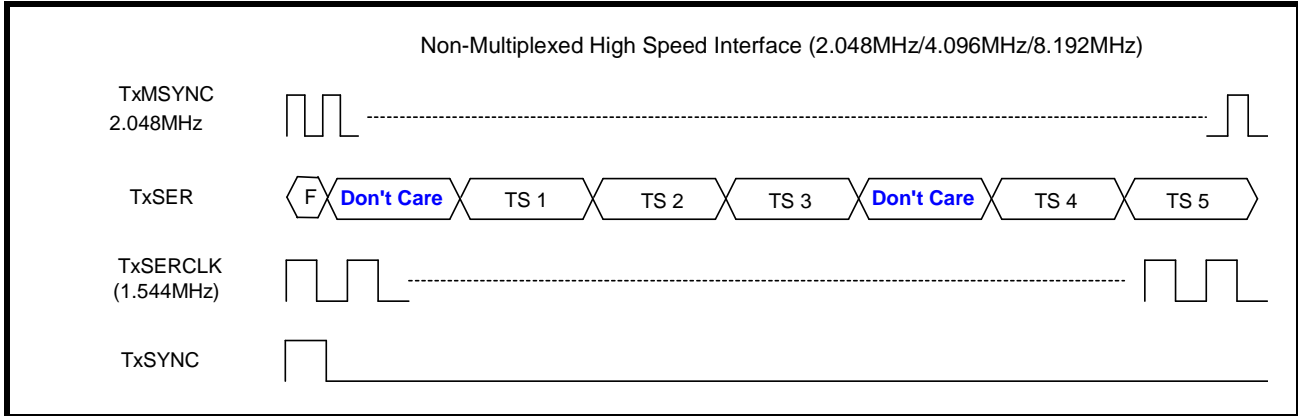 Non-Multiplexed High Speed Interface (2.048MHz/4.096MHz/8.192MHz)
TxMSYNC
2.048MHz
TxSER
F Don't Care TS 1 TS 2 TS 3 Don't Care TS 4 TS 5
TxSERCLK
(1.544MHz)
TxSYNC